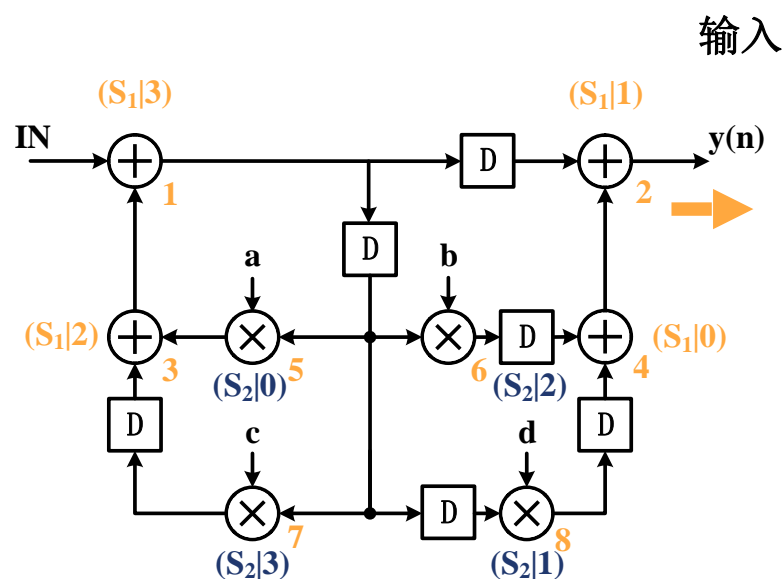 输入
(S₁|3)
(S₁|1)
IN
D
y(n)
1
2
D
a
b
(S₁|2)
D
(S₁|0)
3
5
6
4
(S₂|0)
(S₂|2)
D
D
c
d
D
7
8
(S₂|3)
(S₂|1)